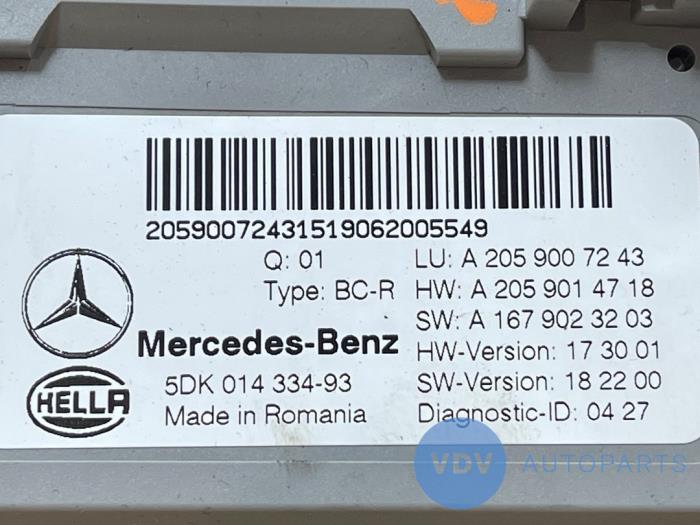 20590072431519062005549
Q: 01 LU: A 205 900 72 43
Type: BC-R HW: A 205 901 47 18
SW: A 167 902 32 03
Mercedes-Benz HW-Version: 17 30 01
HELLA 5DK 014 334-93 SW-Version: 18 22 00
Made in Romania Diagnostic-ID: 04 27
VDV AUTOPARTS